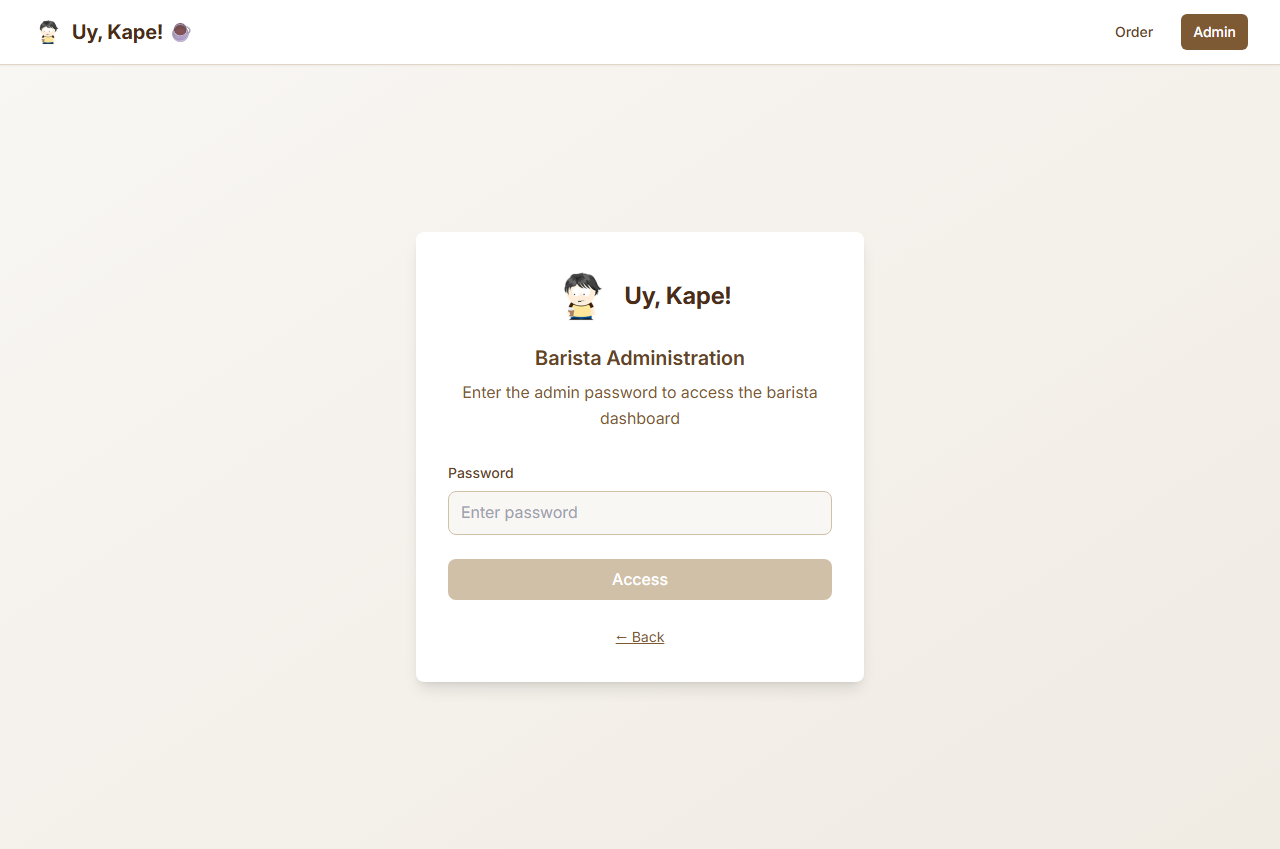 Uy, Kape!
Order
Admin
Uy, Kape!
Barista Administration
Enter the admin password to access the barista
dashboard
Password
Enter password
Access
← Back